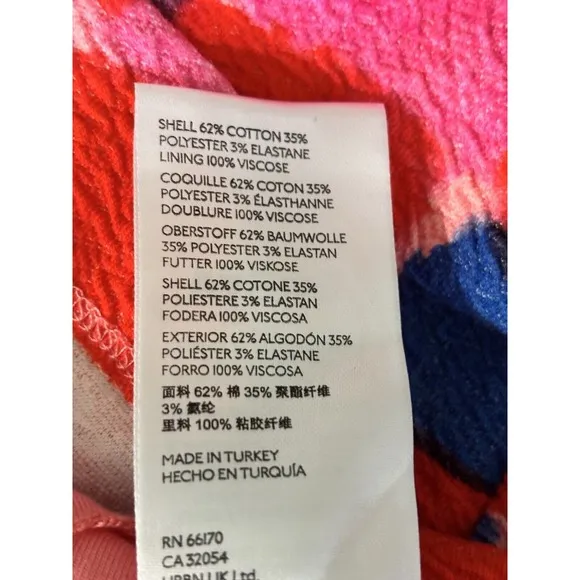 SHELL 62% COTTON 35%
POLYESTER 3% ELASTANE
LINING 100% VISCOSE
COQUILLE 62% COTON 35%
POLYESTER 3% ÉLASTHANNE
DOUBLURE 100% VISCOSE
OBERSTOFF 62% BAUMWOLLE
35% POLYESTER 3% ELASTAN
FUTTER 100% VISKOSE
SHELL 62% COTONE 35%
POLIESTERE 3% ELASTAN
FODERA 100% VISCOSA
EXTERIOR 62% ALGODÓN 35%
POLIÉSTER 3% ELASTANE
FORRO 100% VISCOSA
面料 62% 棉 35% 聚酯纤维
3% 氨纶
里料 100% 粘胶纤维
MADE IN TURKEY
HECHO EN TURQUÍA
RN 66170
CA 32054
URBN UK Ltd.